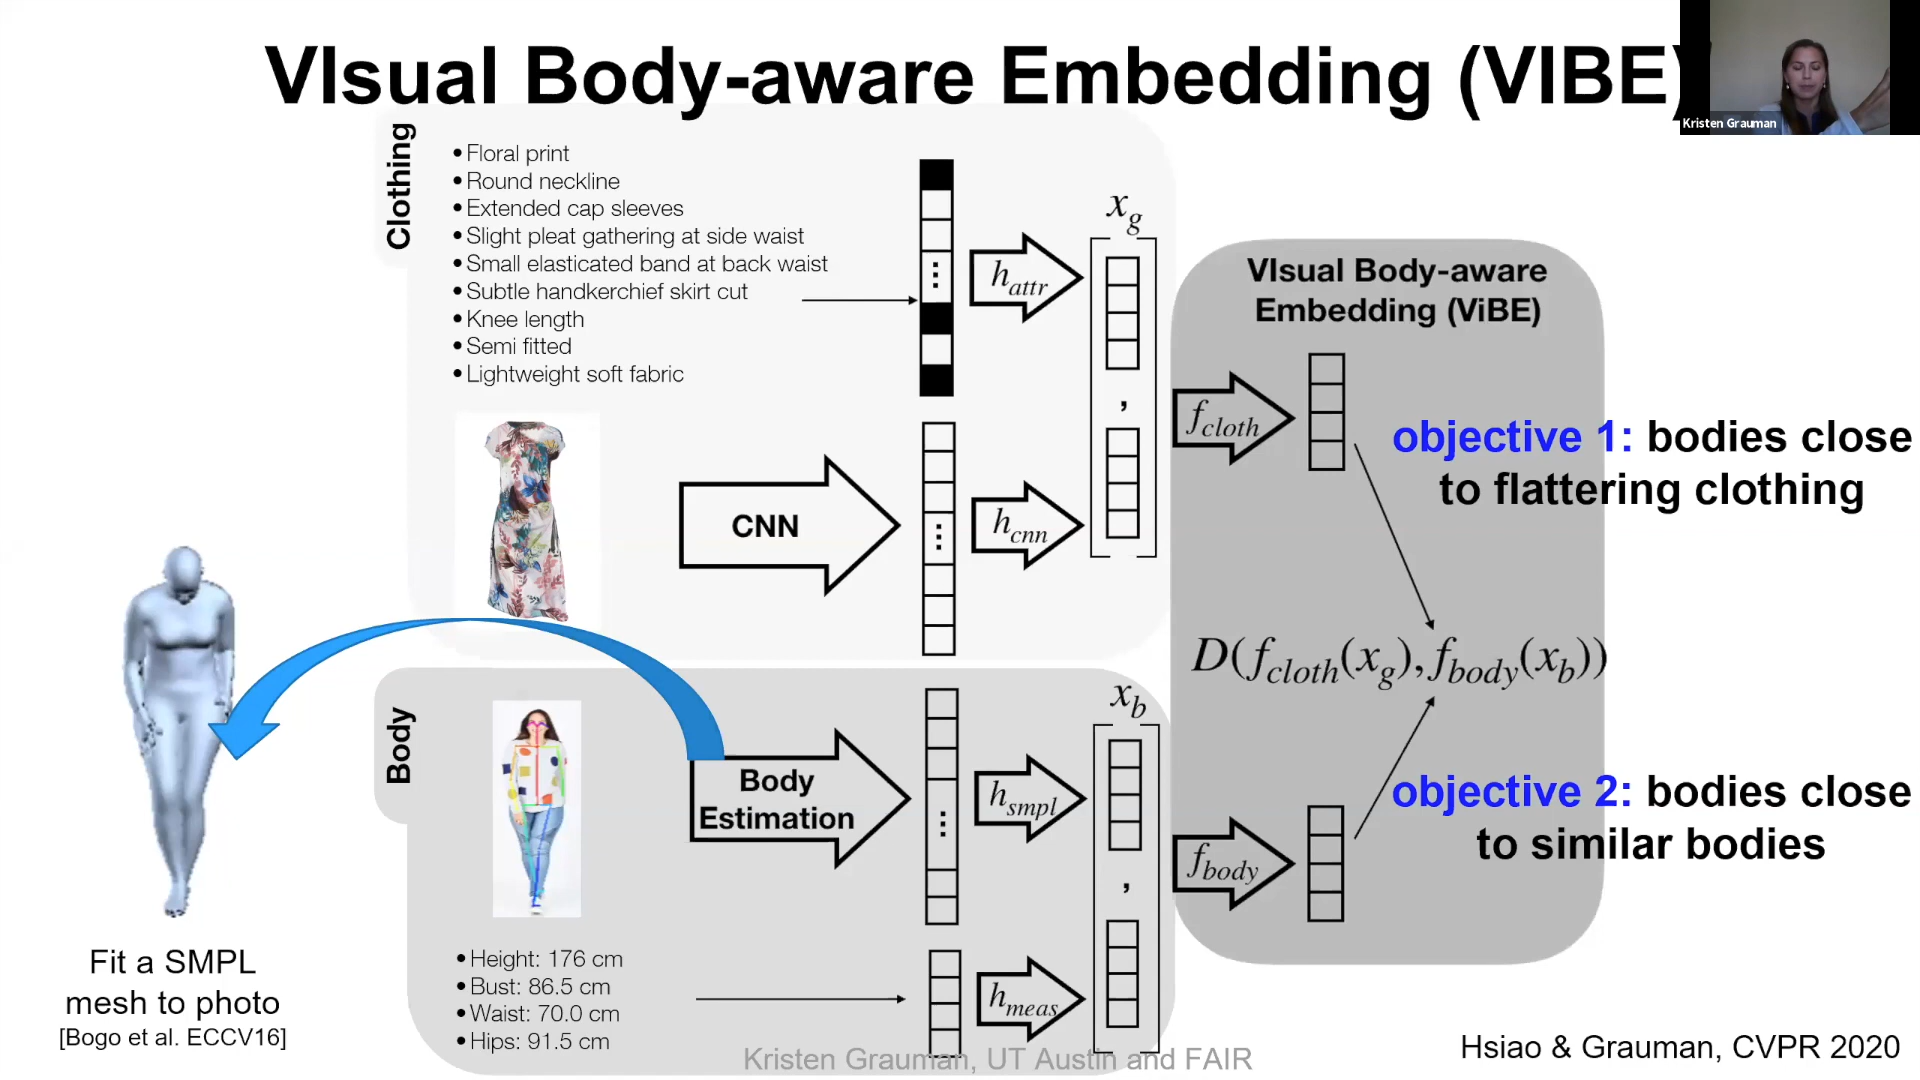 VIsual Body-aware Embedding (VIBE)
Kristen Grauman
Clothing
• Floral print
• Round neckline
• Extended cap sleeves
• Slight pleat gathering at side waist
• Small elasticated band at back waist
• Subtle handkerchief skirt cut
• Knee length
• Semi fitted
• Lightweight soft fabric
h_attr
x_g
,
CNN
h_cnn
VIsual Body-aware
Embedding (ViBE)
f_cloth
objective 1: bodies close
to flattering clothing
D(f_cloth(x_g),f_body(x_b))
Body
Body
Estimation
h_smpl
x_b
,
f_body
objective 2: bodies close
to similar bodies
• Height: 176 cm
• Bust: 86.5 cm
• Waist: 70.0 cm
• Hips: 91.5 cm
h_meas
Fit a SMPL
mesh to photo
[Bogo et al. ECCV16]
Kristen Grauman, UT Austin and FAIR
Hsiao & Grauman, CVPR 2020